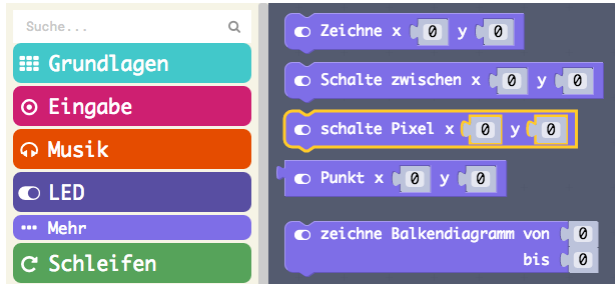 Suche...
Grundlagen
Eingabe
Musik
LED
Mehr
Schleifen
Zeichne x 0 y 0
Schalte zwischen x 0 y 0
schalte Pixel x 0 y 0
Punkt x 0 y 0
zeichne Balkendiagramm von 0
bis 0